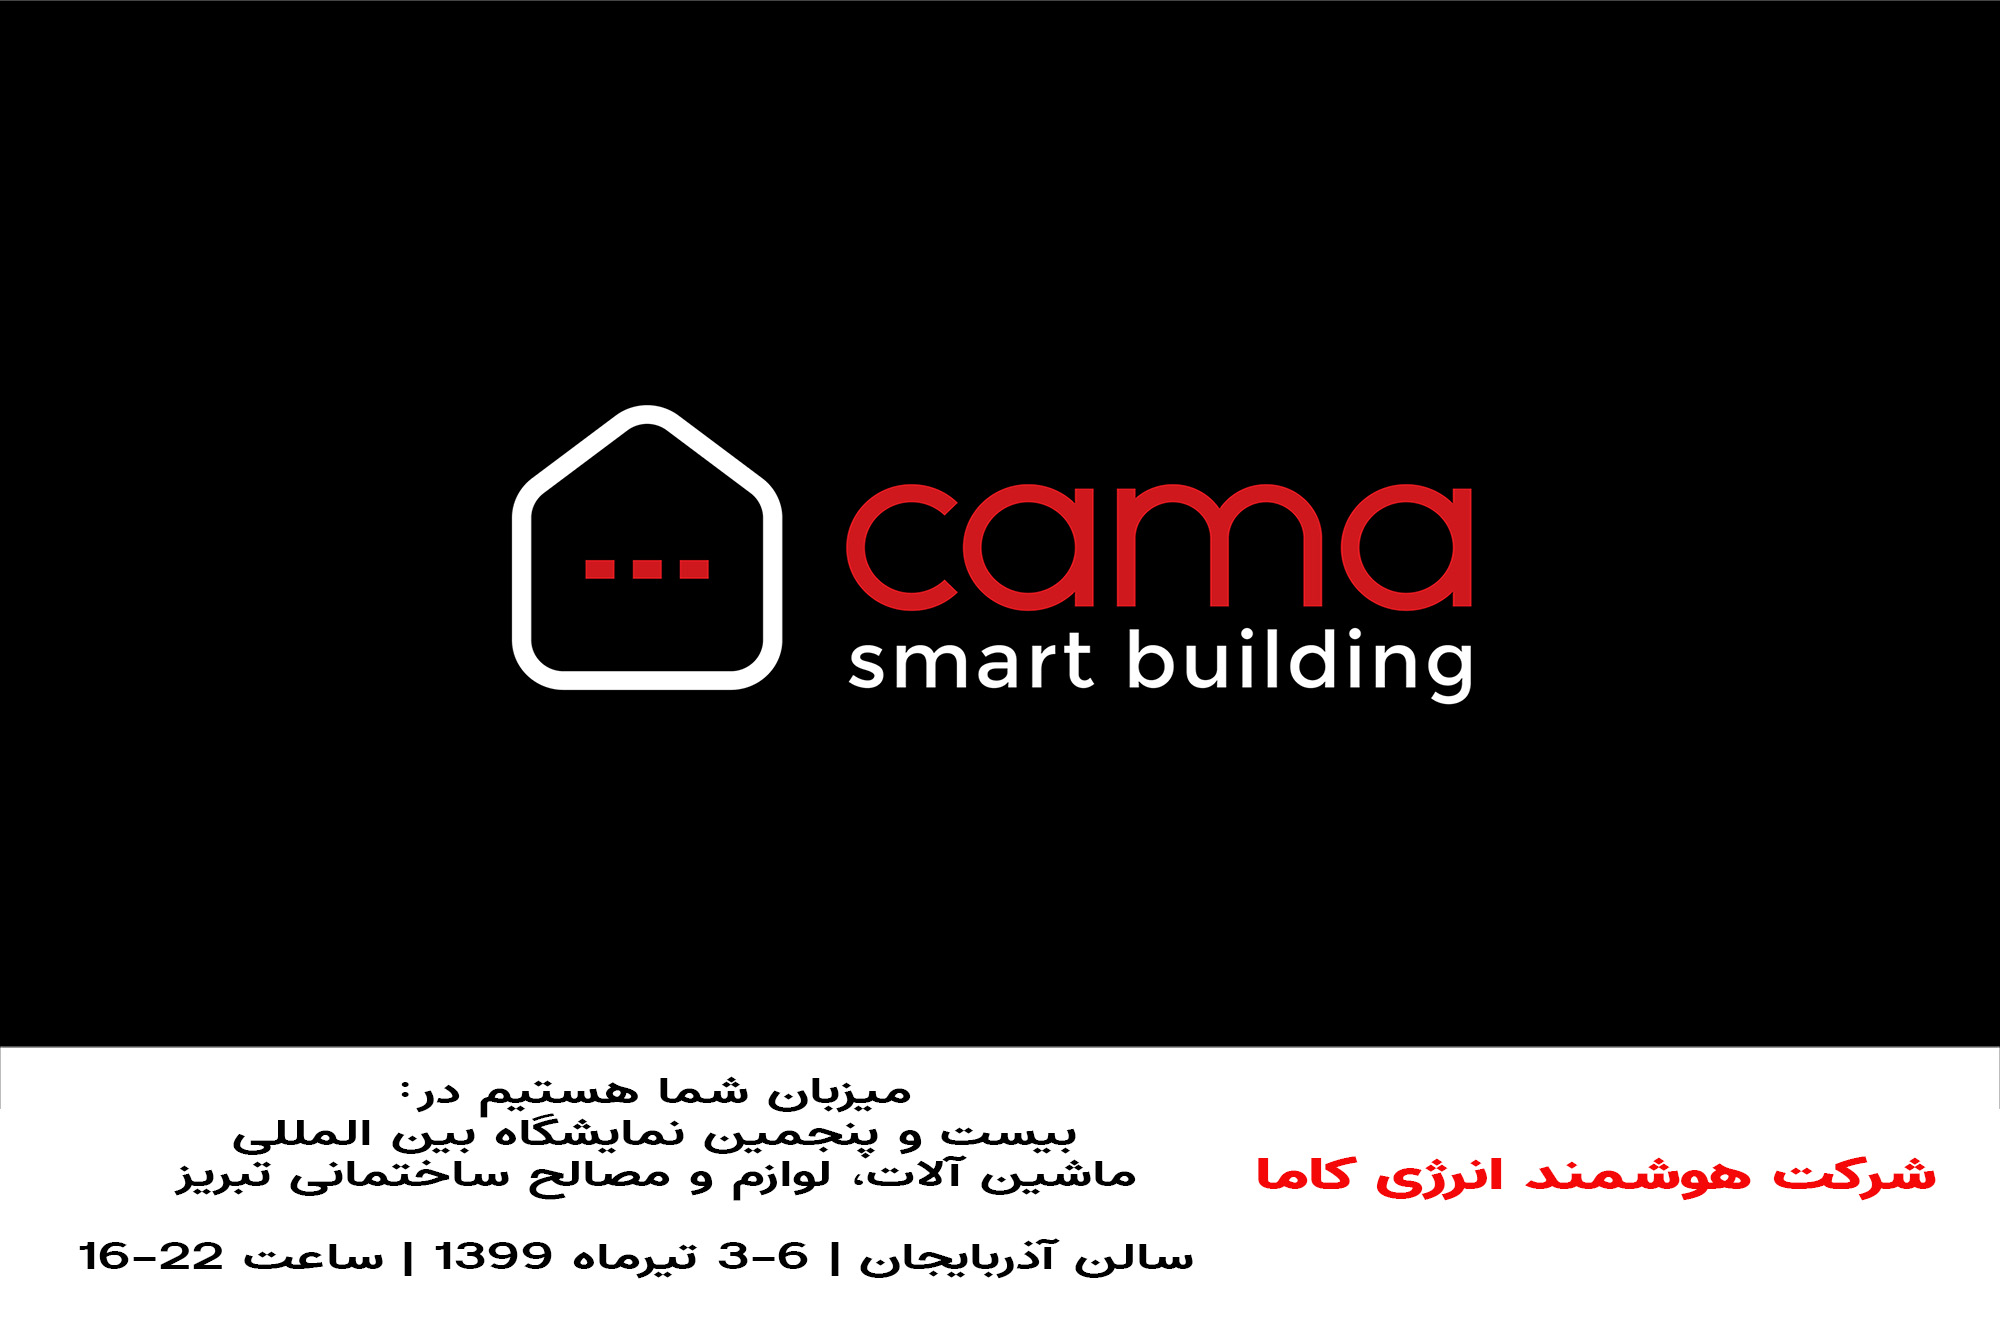 cama
smart building
شرکت هوشمند انرژی کاما
میزبان شما هستیم در:
بیست و پنجمین نمایشگاه بین المللی
ماشین آلات، لوازم و مصالح ساختمانی تبریز
سالن آذربایجان | 6-3 تیرماه 1399 | ساعت 22-16